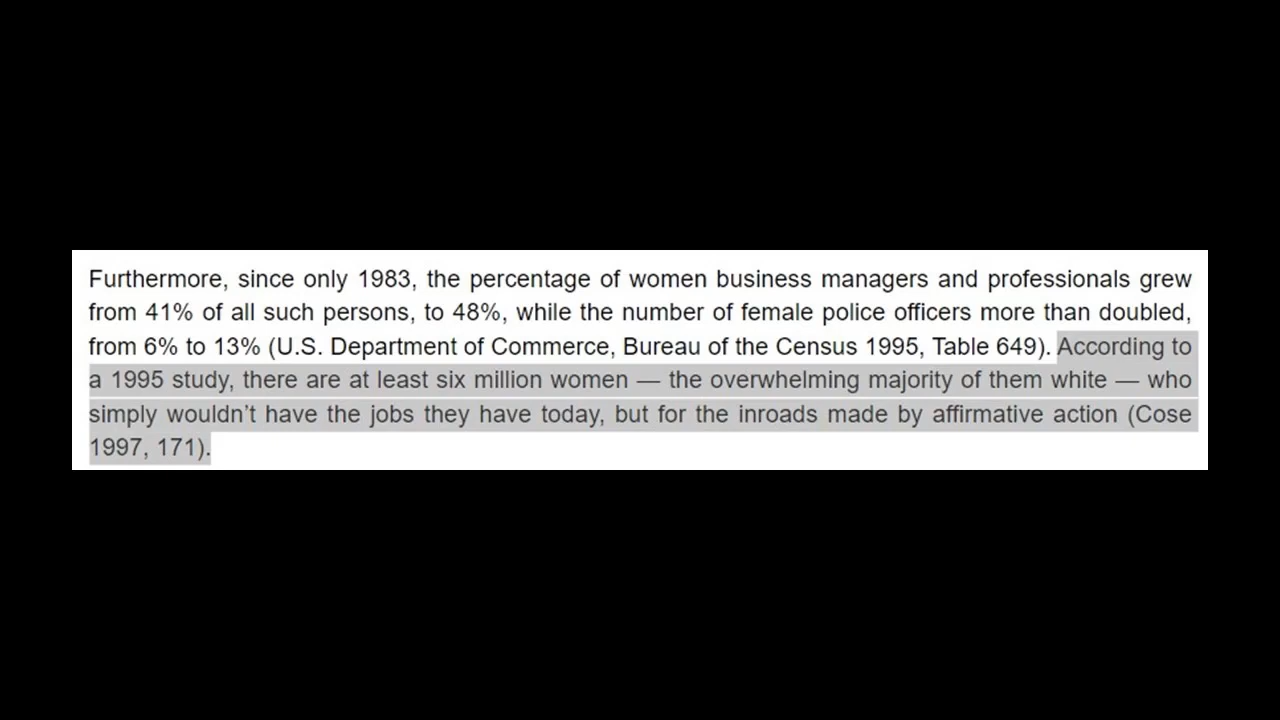 Furthermore, since only 1983, the percentage of women business managers and professionals grew
from 41% of all such persons, to 48%, while the number of female police officers more than doubled,
from 6% to 13% (U.S. Department of Commerce, Bureau of the Census 1995, Table 649). According to
a 1995 study, there are at least six million women — the overwhelming majority of them white — who
simply wouldn’t have the jobs they have today, but for the inroads made by affirmative action (Cose
1997, 171).